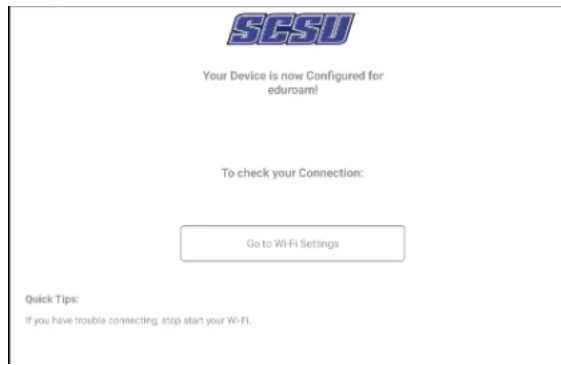 SCSU
Your Device is now Configured for
eduroam!
To check your Connection:
Go to Wi-Fi Settings
Quick Tips:
If you have trouble connecting, stop start your Wi-Fi.